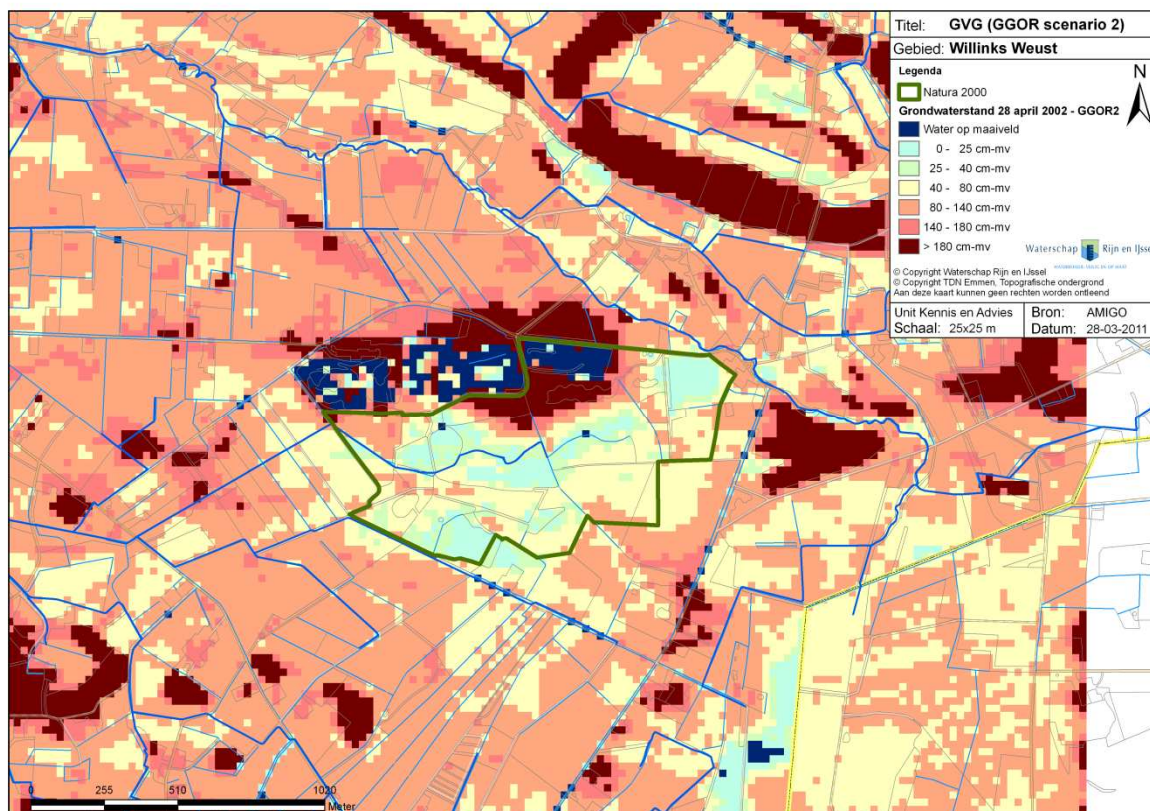 Titel: GVG (GGOR scenario 2)
Gebied: Willinks Weust
Legenda
N
Natura 2000
Grondwaterstand 28 april 2002 - GGOR2
Water op maaiveld
0 - 25 cm-mv
25 - 40 cm-mv
40 - 80 cm-mv
80 - 140 cm-mv
140 - 180 cm-mv
> 180 cm-mv
Waterschap Rijn en IJssel
© Copyright Waterschap Rijn en IJssel
© Copyright TDN Emmen, Topografische ondergrond
Aan deze kaart kunnen geen rechten worden ontleend
Unit Kennis en Advies
Schaal: 25x25 m
Bron: AMIGO
Datum: 28-03-2011
0 255 510 1020
Meter